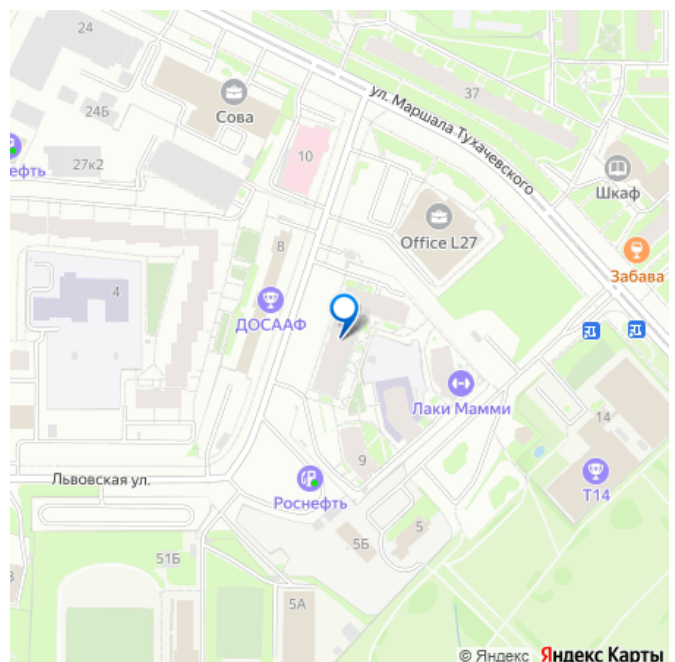 24
ул. Маршала Тухачевского
37
Сова
24Б
10
27к2
ефть
Шкаф
Office L27
8
Забава
4
ДОСААФ
Лаки Мамми
14
9
Львовская ул.
Роснефть
Т14
5
5Б
51Б
5А
3
© Яндекс Яндекс Карты